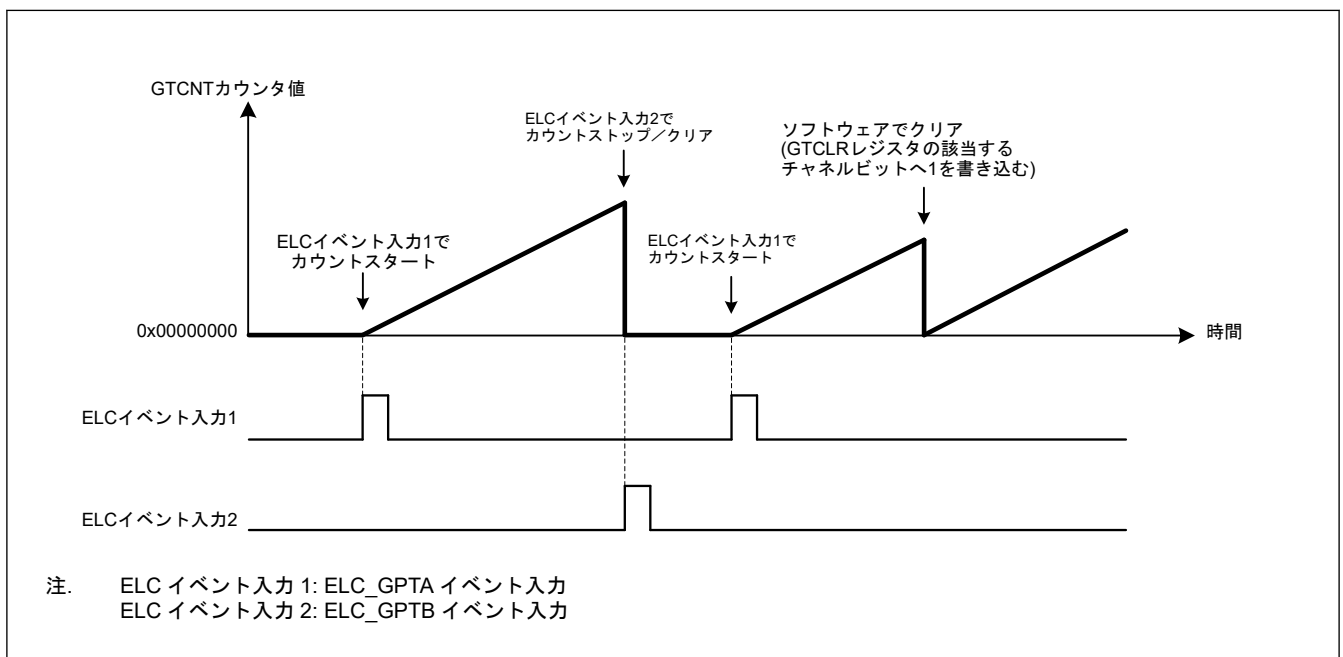 GTCNTカウンタ値
ELCイベント入力2で
カウントストップ／クリア
ソフトウェアでクリア
(GTCLRレジスタの該当する
チャネルビットへ1を書き込む)
ELCイベント入力1で
カウントスタート
ELCイベント入力1で
カウントスタート
0x00000000
時間
ELCイベント入力1
ELCイベント入力2
注. ELC イベント入力 1: ELC_GPTA イベント入力
ELC イベント入力 2: ELC_GPTB イベント入力